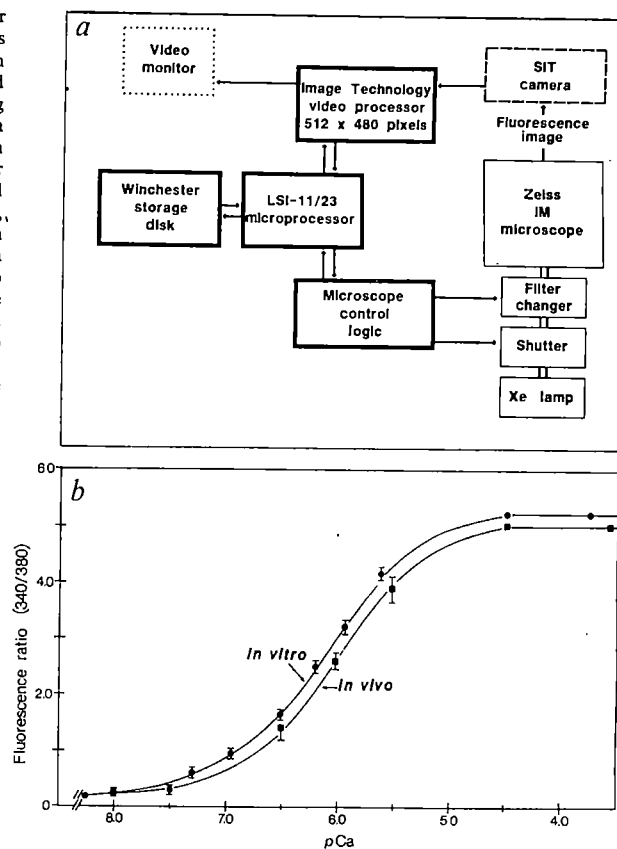 a
Video
monitor
Image Technology
video processor
512 x 480 pixels
SIT
camera
Fluorescence
image
Winchester
storage
disk
LSI-11/23
microprocessor
Zeiss
IM
microscope
Microscope
control
logic
Filter
changer
Shutter
Xe lamp
b
Fluorescence ratio (340/380)
60
4.0
2.0
0
in vitro
in vivo
8.0
7.0
6.0
5.0
4.0
pCa